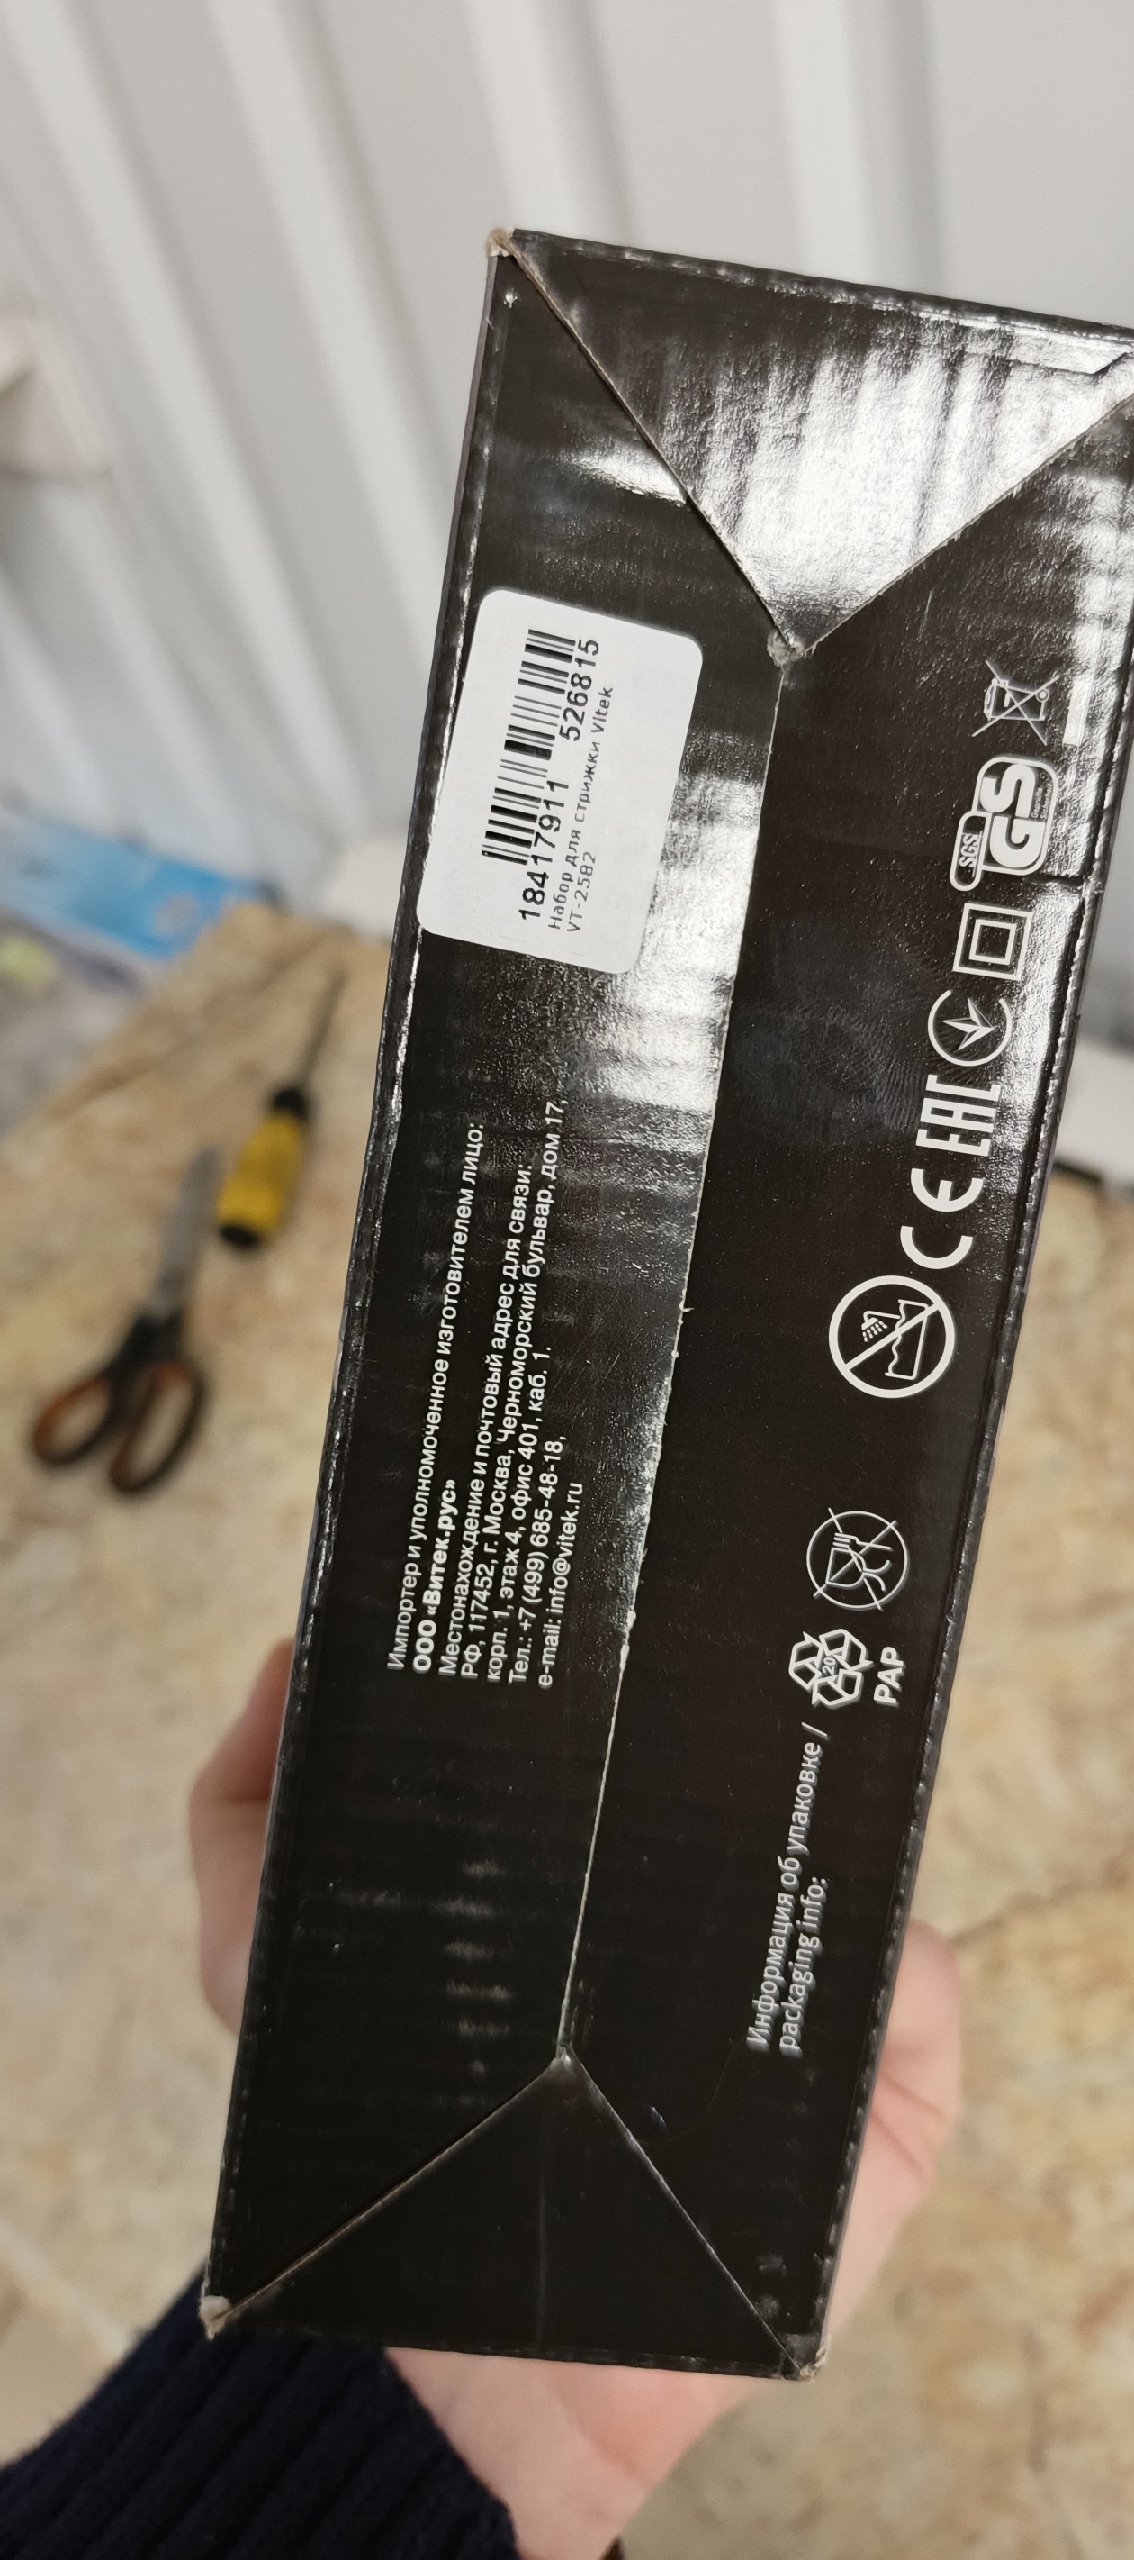 18417911 526815
Набор для стрижки Vitek
VT-2582
Импортер и уполномоченное изготовителем лицо:
ООО «Витек.рус»
Местонахождение и почтовый адрес для связи:
РФ, 117452, г. Москва, Черноморский бульвар, дом 17,
корп. 1, этаж 4, офис 401, каб. 1.
Тел.: +7 (499) 685-48-18,
e-mail: info@vitek.ru
Информация об упаковке /
packaging info:
20
PAP
CE EAC
SGS
GS